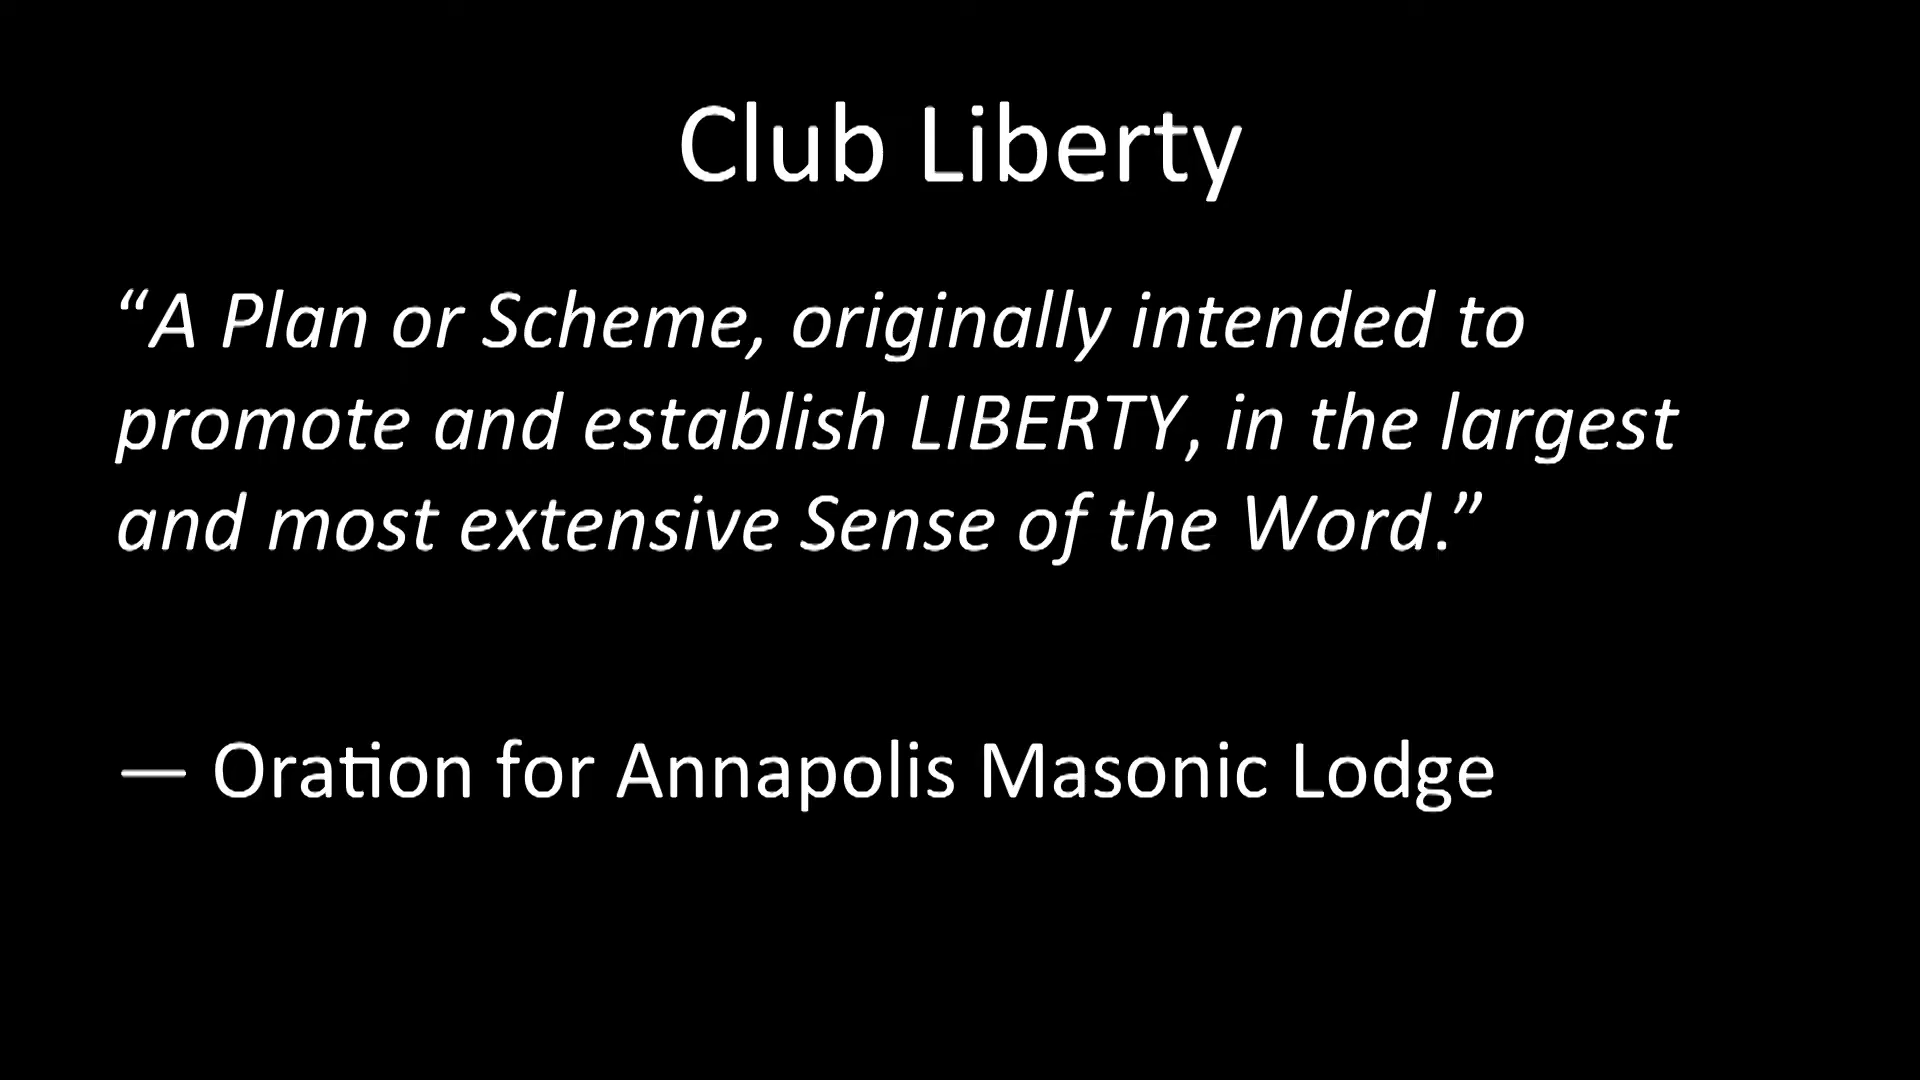 Club Liberty
“A Plan or Scheme, originally intended to
promote and establish LIBERTY, in the largest
and most extensive Sense of the Word.”
— Oration for Annapolis Masonic Lodge